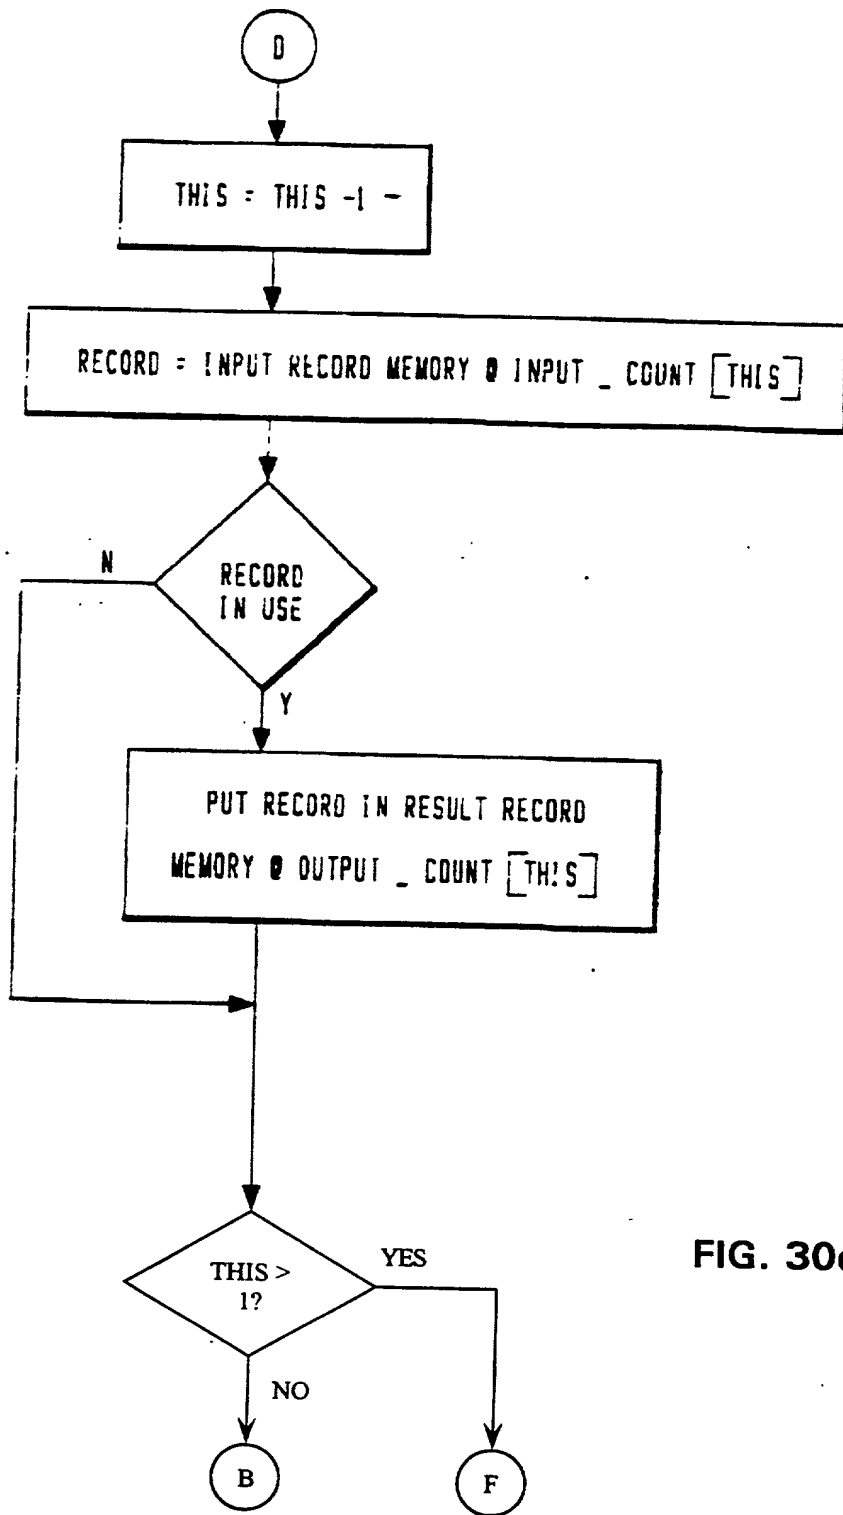 D
THIS = THIS -1 -
RECORD = INPUT RECORD MEMORY @ INPUT _ COUNT [THIS]
N
RECORD
IN USE
Y
PUT RECORD IN RESULT RECORD
MEMORY @ OUTPUT _ COUNT [THIS]
THIS >
1?
YES
NO
FIG. 30
B
F